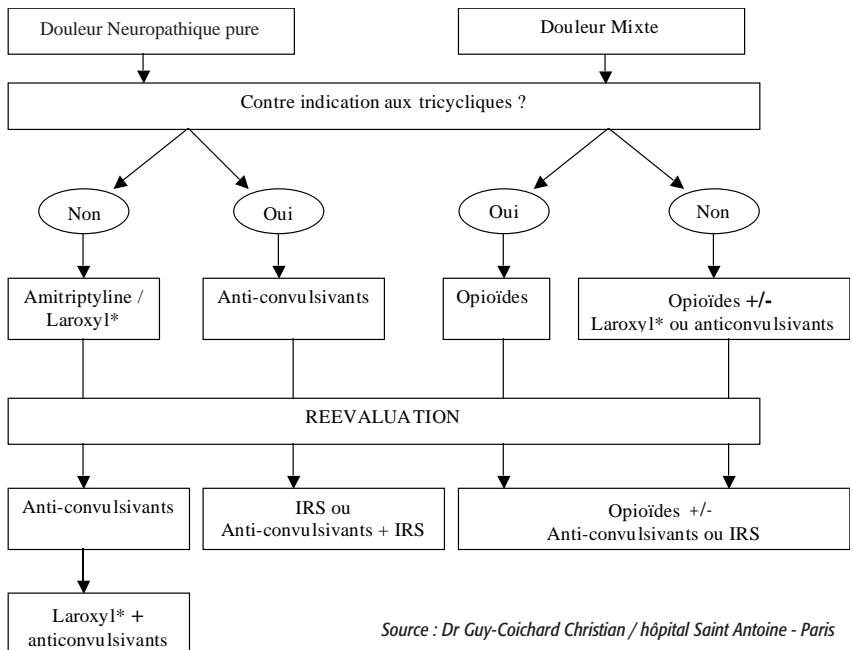 Douleur Neuropathique pure
Douleur Mixte
Contre indication aux tricycliques ?
Non
Oui
Oui
Non
Amitriptyline /
Laroxyl*
Anti-convulsivants
Opioïdes
Opioïdes +/-
Laroxyl* ou anticonvulsivants
REEVALUATION
Anti-convulsivants
IRS ou
Anti-convulsivants + IRS
Opioïdes +/-
Anti-convulsivants ou IRS
Laroxyl* +
anticonvulsivants
Source : Dr Guy-Coichard Christian / hôpital Saint Antoine - Paris